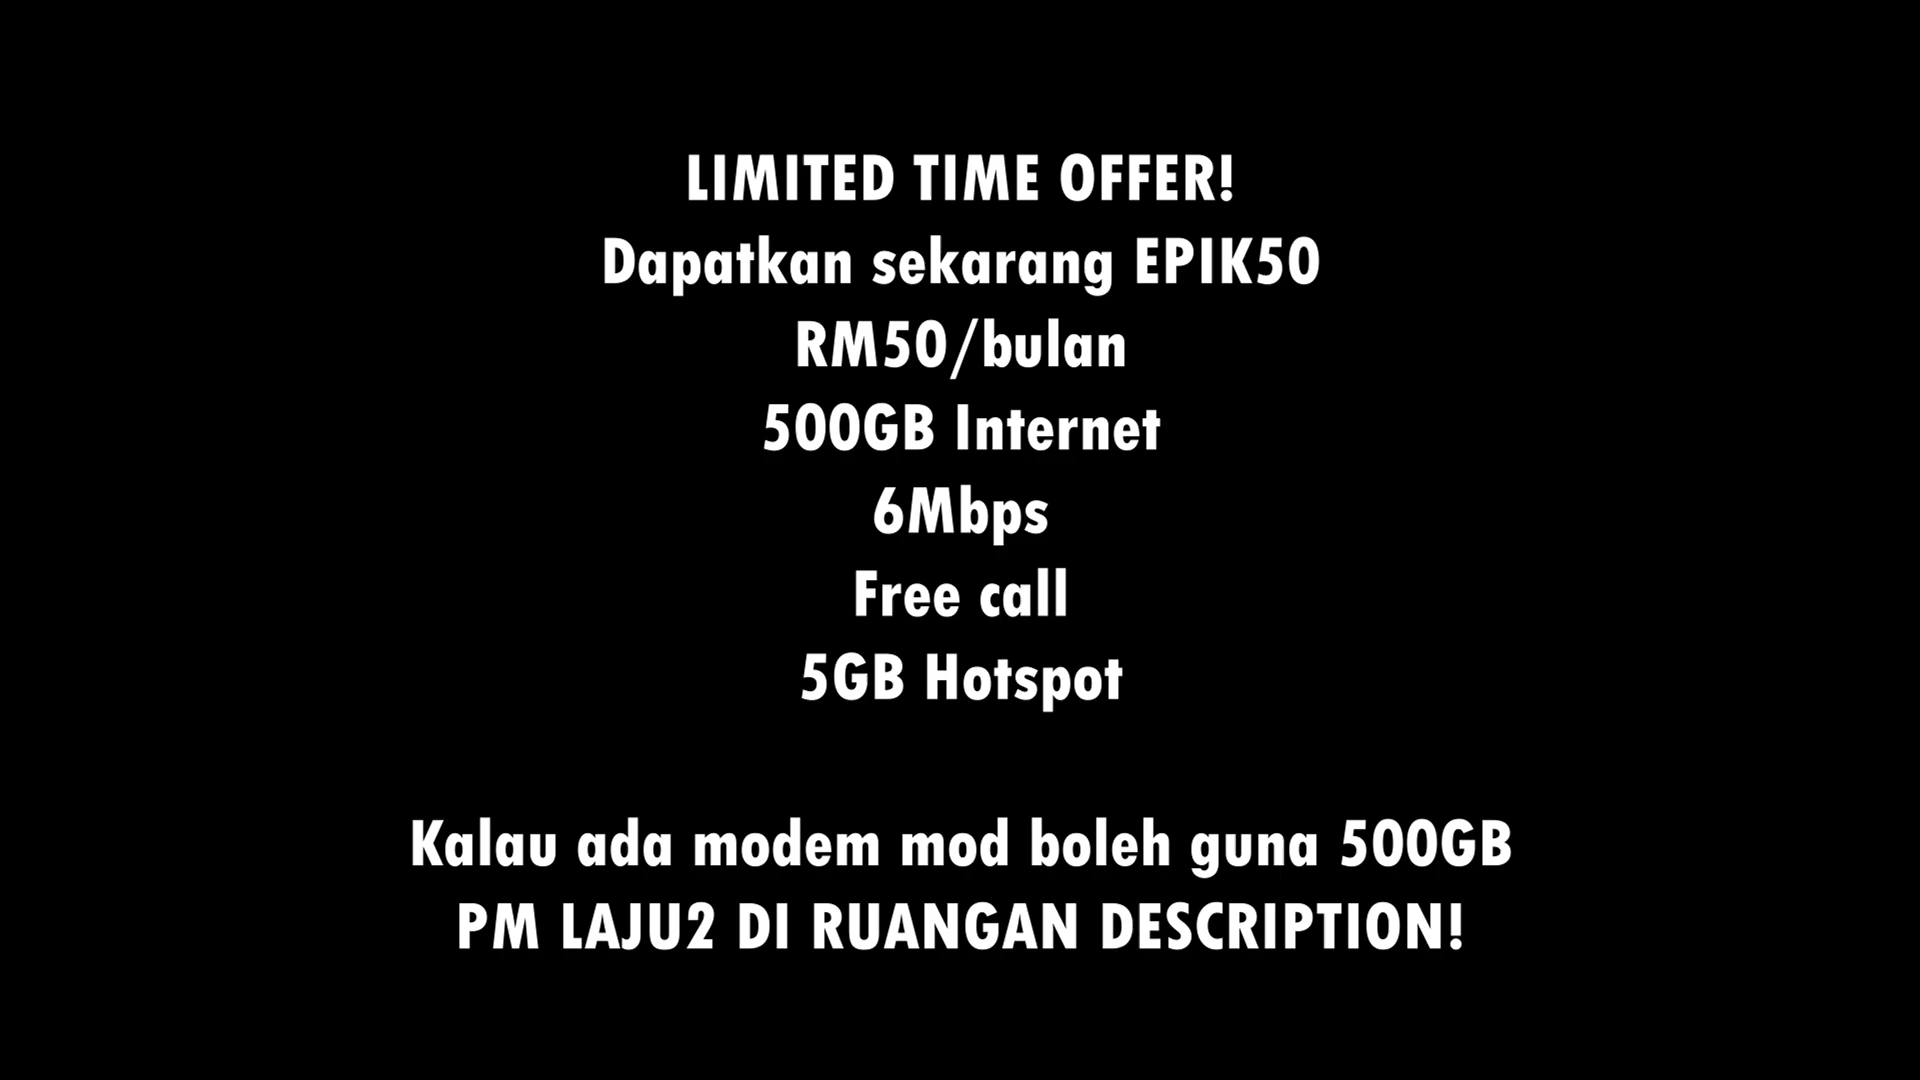 LIMITED TIME OFFER!
Dapatkan sekarang EPIK50
RM50/bulan
500GB Internet
6Mbps
Free call
5GB Hotspot
Kalau ada modem mod boleh guna 500GB
PM LAJU2 DI RUANGAN DESCRIPTION!